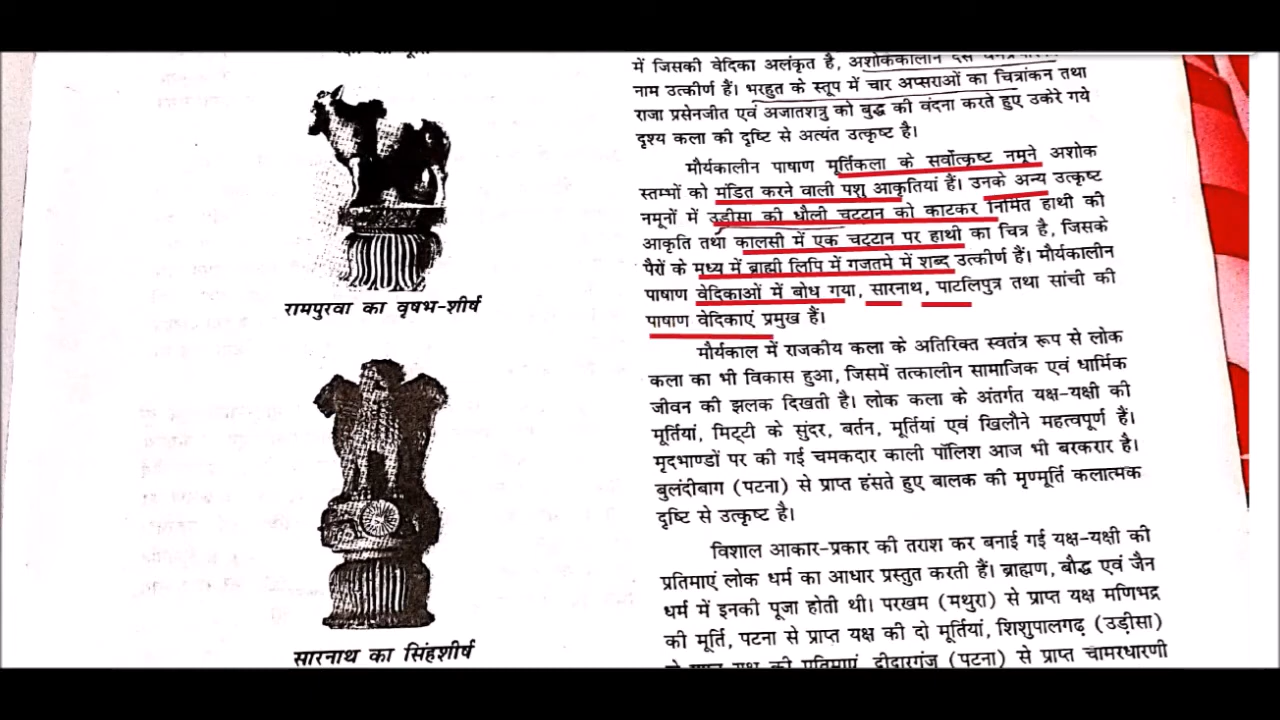 रामपुरवा का वृषभ-शीर्ष
सारनाथ का सिंहशीर्ष
में जिसकी वेदिका अलंकृत है, अशोककालीन दस
नाम उत्कीर्ण हैं। भरहुत के स्तूप में चार अप्सराओं का चित्रांकन तथा
राजा प्रसेनजीत एवं अजातशत्रु को बुद्ध की वंदना करते हुए उकेरे गये
दृश्य कला की दृष्टि से अत्यंत उत्कृष्ट है।
मौर्यकालीन पाषाण मूर्तिकला के सर्वोत्कृष्ट नमूने अशोक
स्तम्भों को मंडित करने वाली पशु आकृतियां हैं। उनके अन्य उत्कृष्ट
नमूनों में उड़ीसा की धौली चट्टान को काटकर निर्मित हाथी की
आकृति तथा कालसी में एक चट्टान पर हाथी का चित्र है, जिसके
पैरों के मध्य में ब्राह्मी लिपि में गजतमे में शब्द उत्कीर्ण हैं। मौर्यकालीन
पाषाण वेदिकाओं में बोध गया, सारनाथ, पाटलिपुत्र तथा सांची की
पाषाण वेदिकाएं प्रमुख हैं।
मौर्यकाल में राजकीय कला के अतिरिक्त स्वतंत्र रूप से लोक
कला का भी विकास हुआ, जिसमें तत्कालीन सामाजिक एवं धार्मिक
जीवन की झलक दिखती है। लोक कला के अंतर्गत यक्ष-यक्षी की
मूर्तियां, मिट्टी के सुंदर, बर्तन, मूर्तियां एवं खिलौने महत्वपूर्ण हैं।
मृदभाण्डों पर की गई चमकदार काली पॉलिश आज भी बरकरार है।
बुलंदीबाग (पटना) से प्राप्त हंसते हुए बालक की मृण्मूर्ति कलात्मक
दृष्टि से उत्कृष्ट है।
विशाल आकार-प्रकार की तराश कर बनाई गई यक्ष-यक्षी की
प्रतिमाएं लोक धर्म का आधार प्रस्तुत करती हैं। ब्राह्मण, बौद्ध एवं जैन
धर्म में इनकी पूजा होती थी। परखम (मथुरा) से प्राप्त यक्ष मणिभद्र
की मूर्ति, पटना से प्राप्त यक्ष की दो मूर्तियां, शिशुपालगढ़ (उड़ीसा)
से प्राप्त यक्ष की प्रतिमाएं, दीदारगंज (पटना) से प्राप्त चामरधारणी